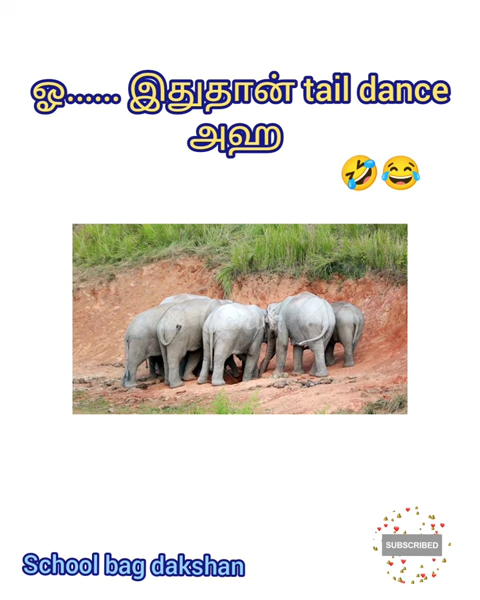 ஓ...... இதுதான் tail dance
அஹ
SUBSCRIBED
School bag dakshan